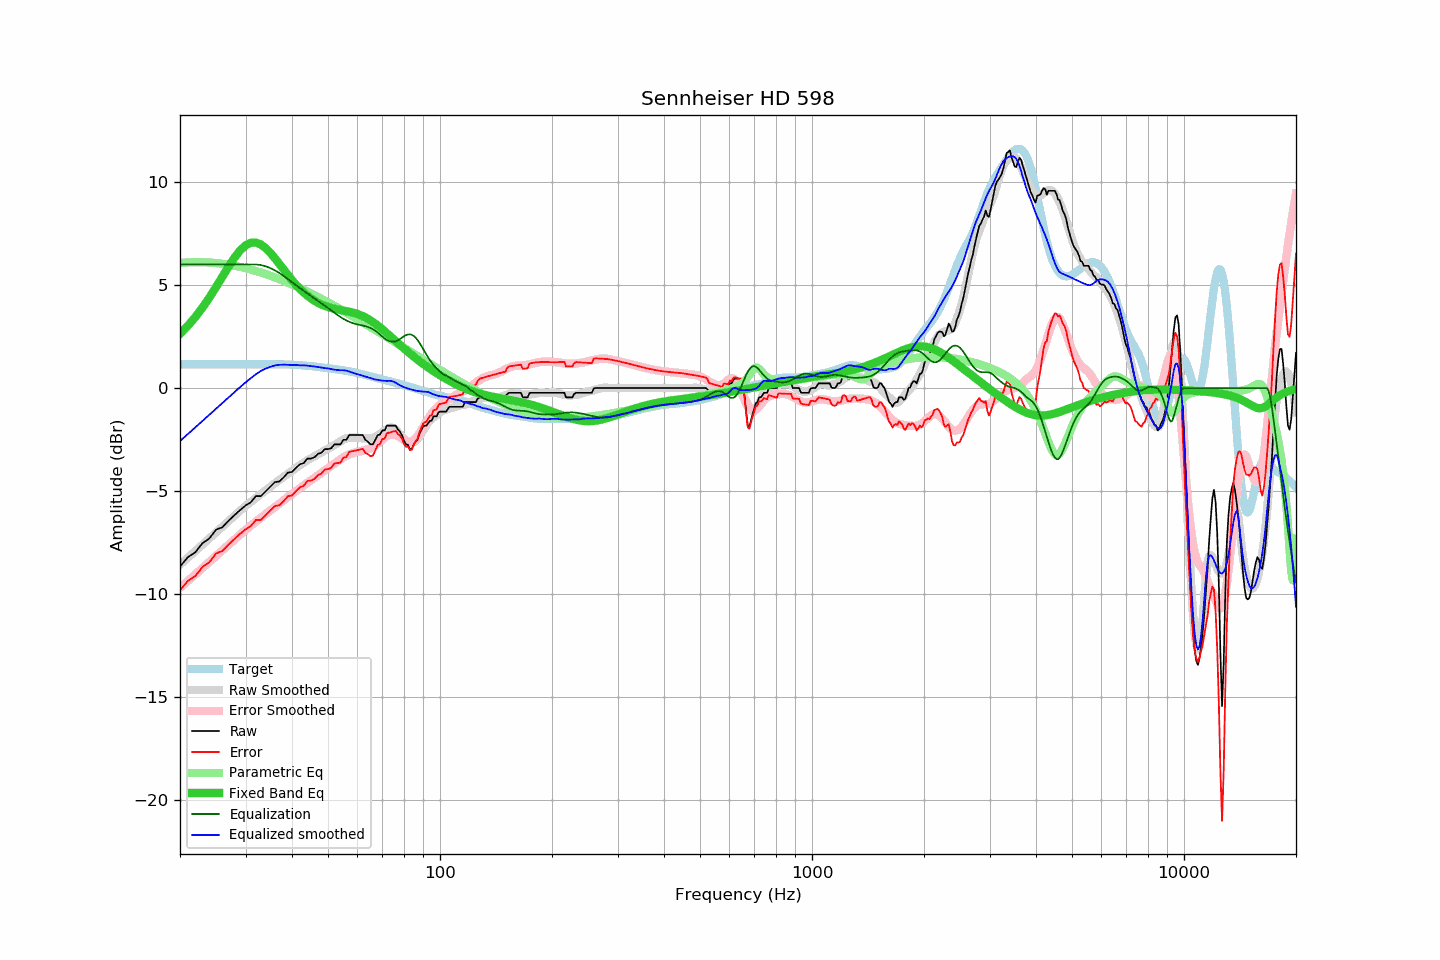 Sennheiser HD 598
Amplitude (dBr)
10
5
0
−5
−10
−15
−20
Target
Raw Smoothed
Error Smoothed
Raw
Error
Parametric Eq
Fixed Band Eq
Equalization
Equalized smoothed
100
1000
10000
Frequency (Hz)